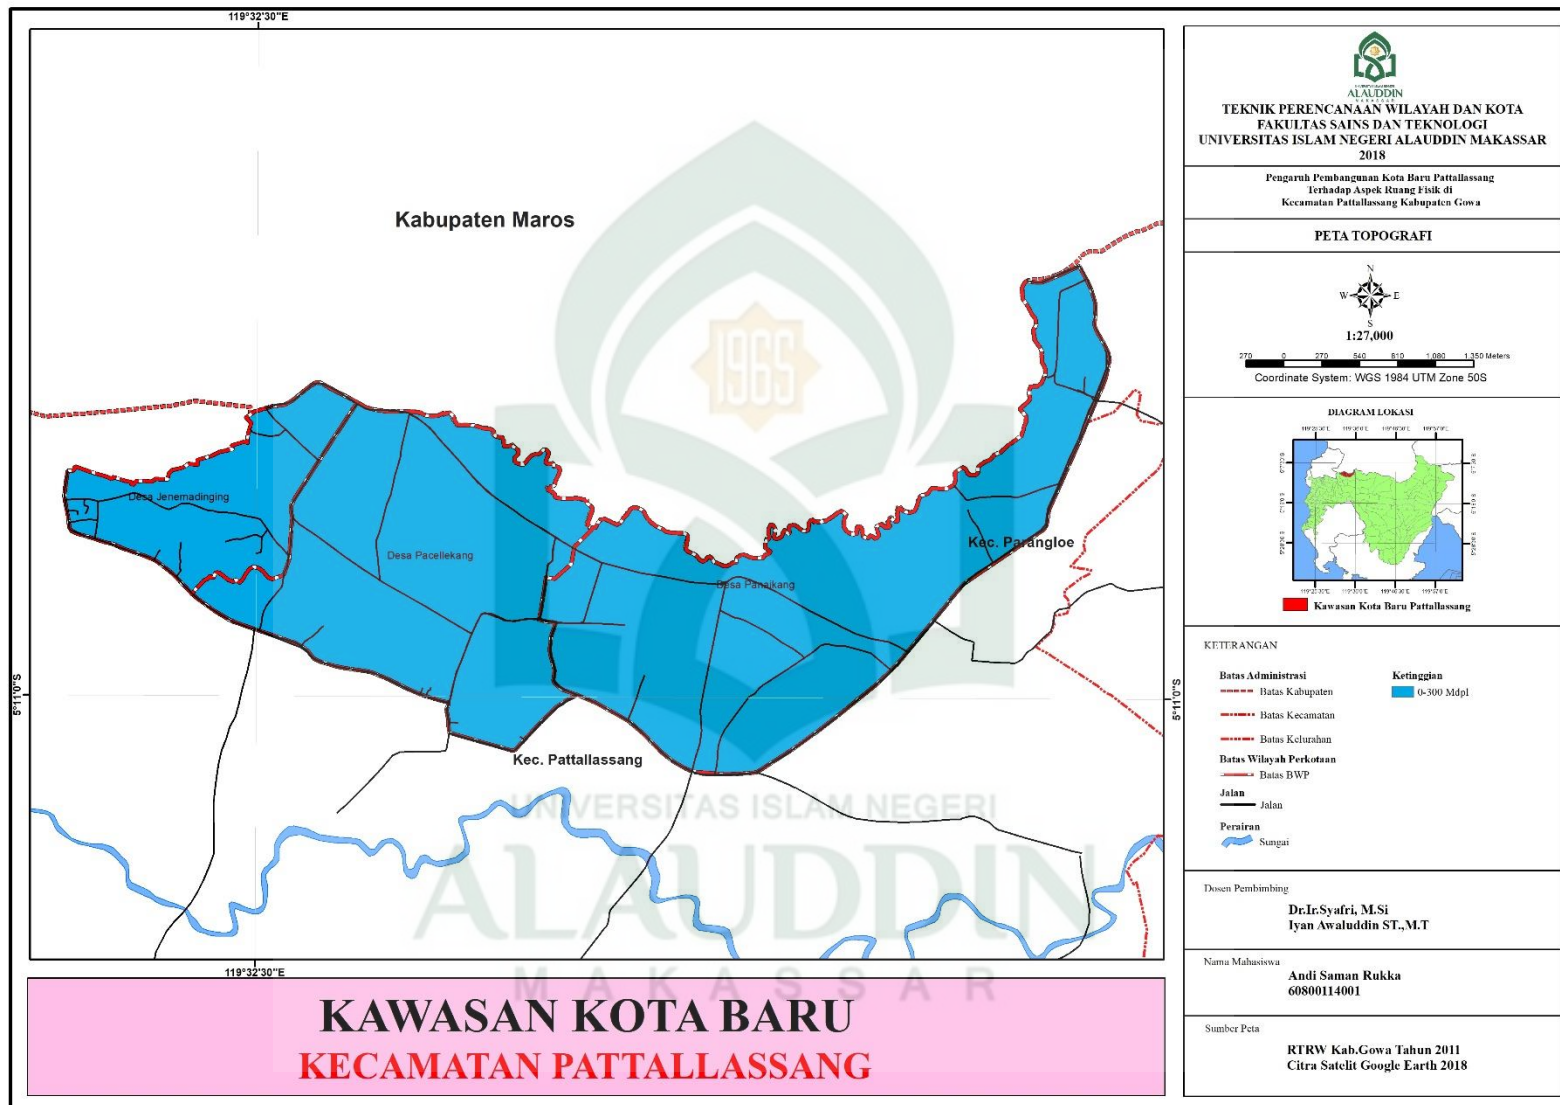 119°32'30"E
Kabupaten Maros
Desa Jenemadinging
Desa Pacellekang
Desa Panaikang
Kec. Parangloe
Kec. Pattallassang
1965
UNIVERSITAS ISLAM NEGERI
ALAUDDIN
MAKASSAR
5°11'0"S
5°11'0"S
119°32'30"E
KAWASAN KOTA BARU
KECAMATAN PATTALLASSANG
ALAUDDIN
TEKNIK PERENCANAAN WILAYAH DAN KOTA
FAKULTAS SAINS DAN TEKNOLOGI
UNIVERSITAS ISLAM NEGERI ALAUDDIN MAKASSAR
2018
Pengaruh Pembangunan Kota Baru Pattallassang
Terhadap Aspek Ruang Fisik di
Kecamatan Pattallassang Kabupaten Gowa
PETA TOPOGRAFI
N
W E
S
1:27,000
270 0 270 540 810 1,080 1,350 Meters
Coordinate System: WGS 1984 UTM Zone 50S
DIAGRAM LOKASI
Kawasan Kota Baru Pattallassang
KETERANGAN
Batas Administrasi
Batas Kabupaten
Batas Kecamatan
Batas Kelurahan
Batas Wilayah Perkotaan
Batas BWP
Jalan
Jalan
Perairan
Sungai
Ketinggian
0-300 Mdpl
Dosen Pembimbing
Dr.Ir.Syafri, M.Si
Iyan Awaluddin ST.,M.T
Nama Mahasiswa
Andi Saman Rukka
60800114001
Sumber Peta
RTRW Kab.Gowa Tahun 2011
Citra Satelit Google Earth 2018